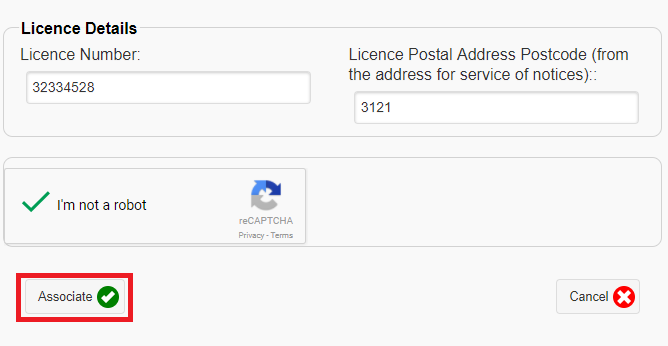 Licence Details
Licence Number:
Licence Postal Address Postcode (from
the address for service of notices)::
32334528
3121
I'm not a robot
reCAPTCHA
Privacy - Terms
Associate
Cancel